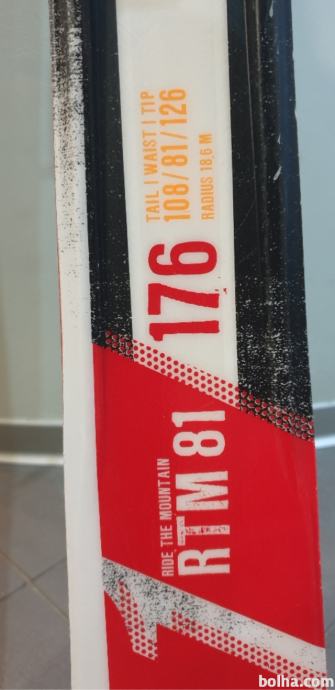 TAIL | WAIST | TIP
108/81/126
RADIUS 18,6 M
176
RIDE THE MOUNTAIN
RTM 81
bolha.com